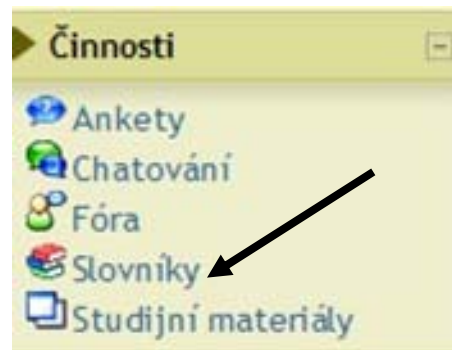 Činnosti
Ankety
Chatování
Fóra
Slovníky
Studijní materiály